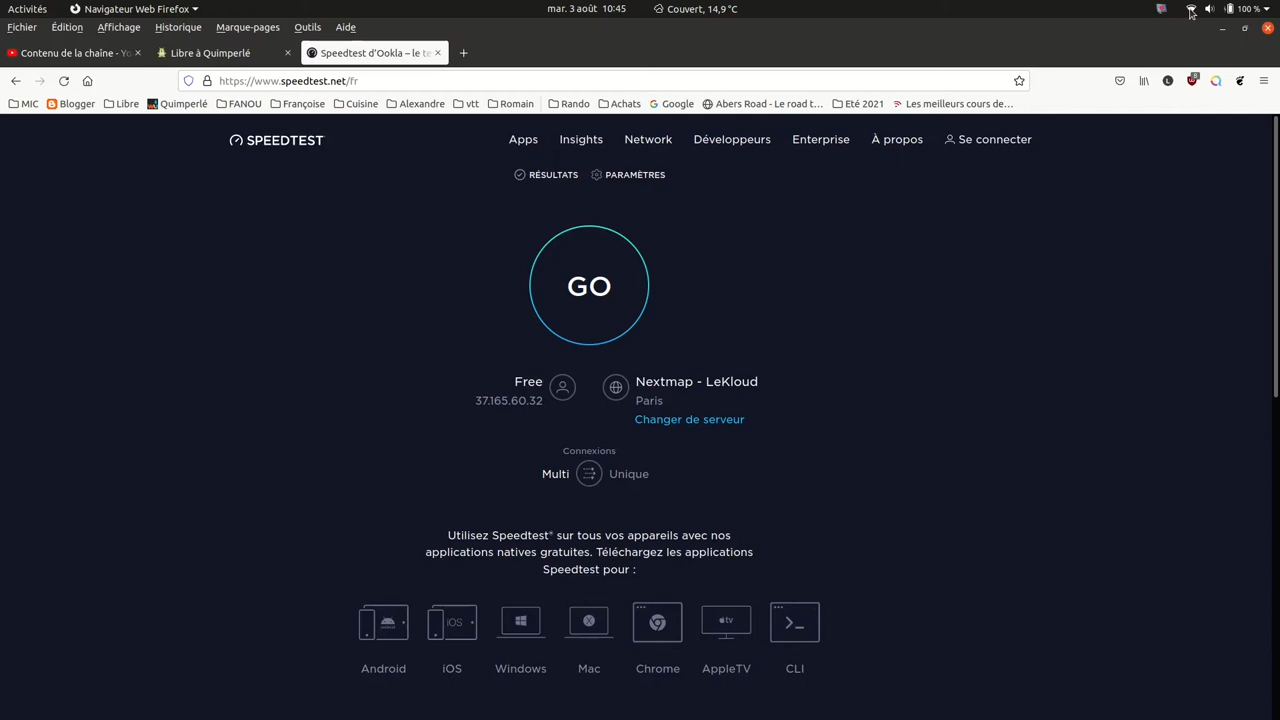 Activités Navigateur Web Firefox mar. 3 août 10:45 Couvert, 14,9 °C 100 %
Fichier Édition Affichage Historique Marque-pages Outils Aide
Contenu de la chaîne - Yo Libre à Quimperlé Speedtest d'Ookla – le te
https://www.speedtest.net/fr
MIC Blogger Libre Quimperlé FANOU Françoise Cuisine Alexandre vtt Romain Rando Achats Google Abers Road - Le road t… Eté 2021 Les meilleurs cours de…
SPEEDTEST Apps Insights Network Développeurs Enterprise À propos Se connecter
RÉSULTATS PARAMÈTRES
GO
Free Nextmap - LeKloud
37.165.60.32 Paris
Changer de serveur
Connexions
Multi Unique
Utilisez Speedtest® sur tous vos appareils avec nos
applications natives gratuites. Téléchargez les applications
Speedtest pour :
Android iOS Windows Mac Chrome AppleTV CLI